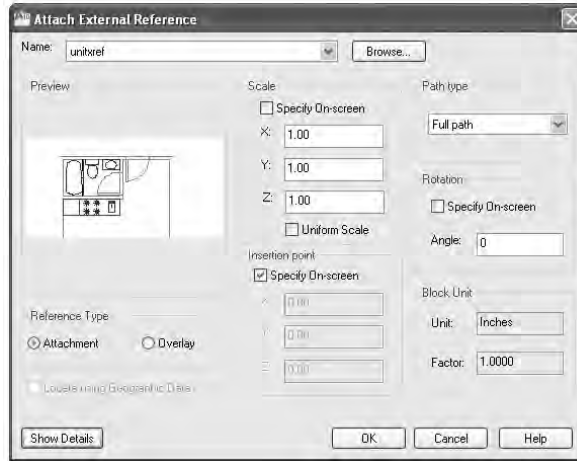 Attach External Reference
Name: unitxref Browse...
Preview
Scale
Specify On-screen
X: 1.00
Y: 1.00
Z: 1.00
Uniform Scale
Path type
Full path
Rotation
Specify On-screen
Angle: 0
Insertion point
Specify On-screen
X: 0.00
Y: 0.00
Z: 0.00
Block Unit
Unit: Inches
Factor: 1.0000
Reference Type
Attachment Overlay
Locate using Geographic Data
Show Details OK Cancel Help